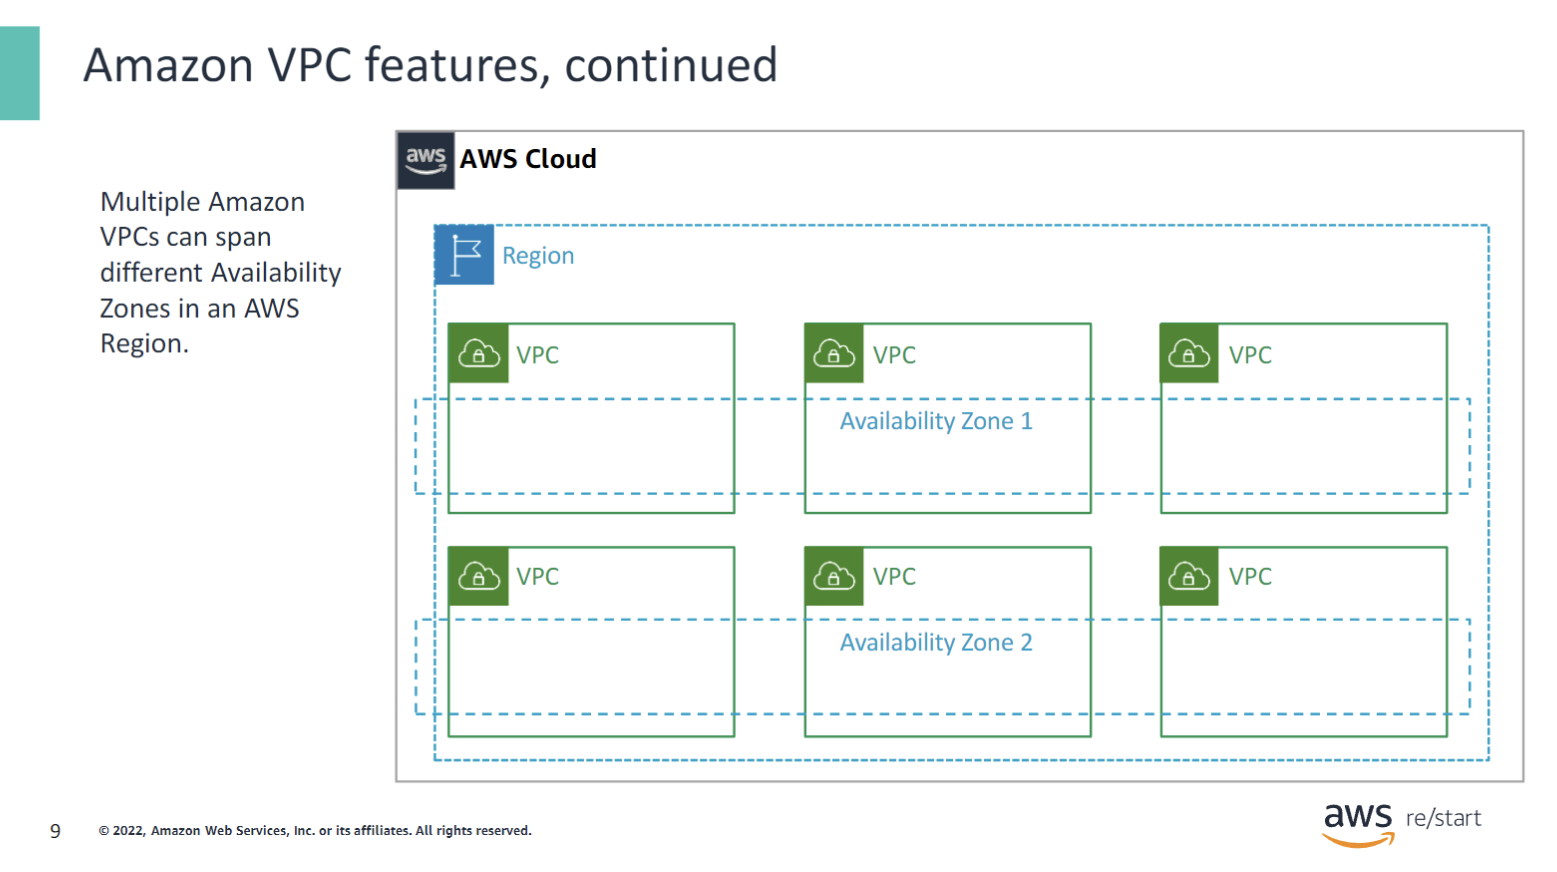 Amazon VPC features, continued
Multiple Amazon
VPCs can span
different Availability
Zones in an AWS
Region.
aws
AWS Cloud
Region
VPC
VPC
VPC
Availability Zone 1
VPC
VPC
VPC
Availability Zone 2
9
© 2022, Amazon Web Services, Inc. or its affiliates. All rights reserved.
aws re/start